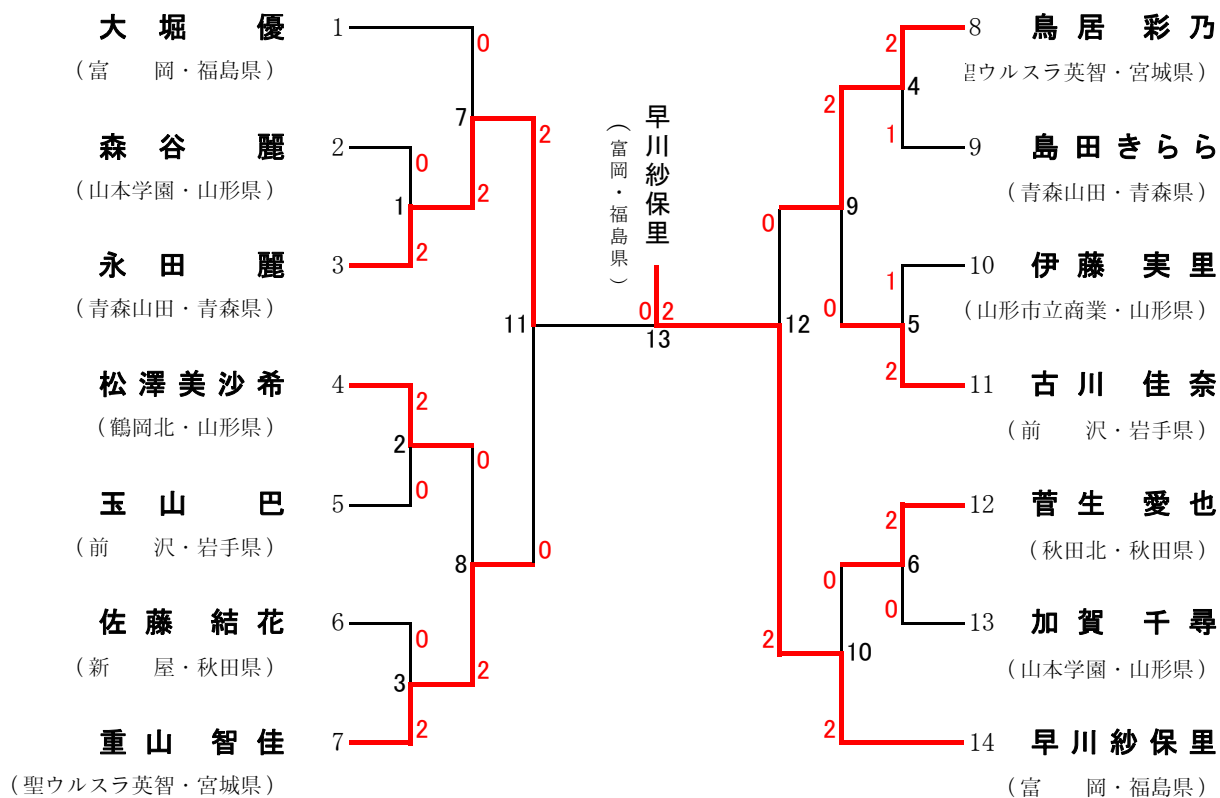 大堀優 1
（富岡・福島県）
森谷麗 2
（山本学園・山形県）
永田麗 3
（青森山田・青森県）
松澤美沙希 4
（鶴岡北・山形県）
玉山巴 5
（前沢・岩手県）
佐藤結花 6
（新屋・秋田県）
重山智佳 7
（聖ウルスラ英智・宮城県）
0
7
2
0
1
2
2
2
2
0
0
8
0
3
2
2
11
0
早川紗保里
（富岡・福島県）
0 2
13
12
0
2
2
4
1
2
9
0
1
5
2
2
6
0
0
10
2
8 鳥居彩乃
ウルスラ英智・宮城県）
9 島田きらら
（青森山田・青森県）
10 伊藤実里
（山形市立商業・山形県）
11 古川佳奈
（前沢・岩手県）
12 菅生愛也
（秋田北・秋田県）
13 加賀千尋
（山本学園・山形県）
14 早川紗保里
（富岡・福島県）